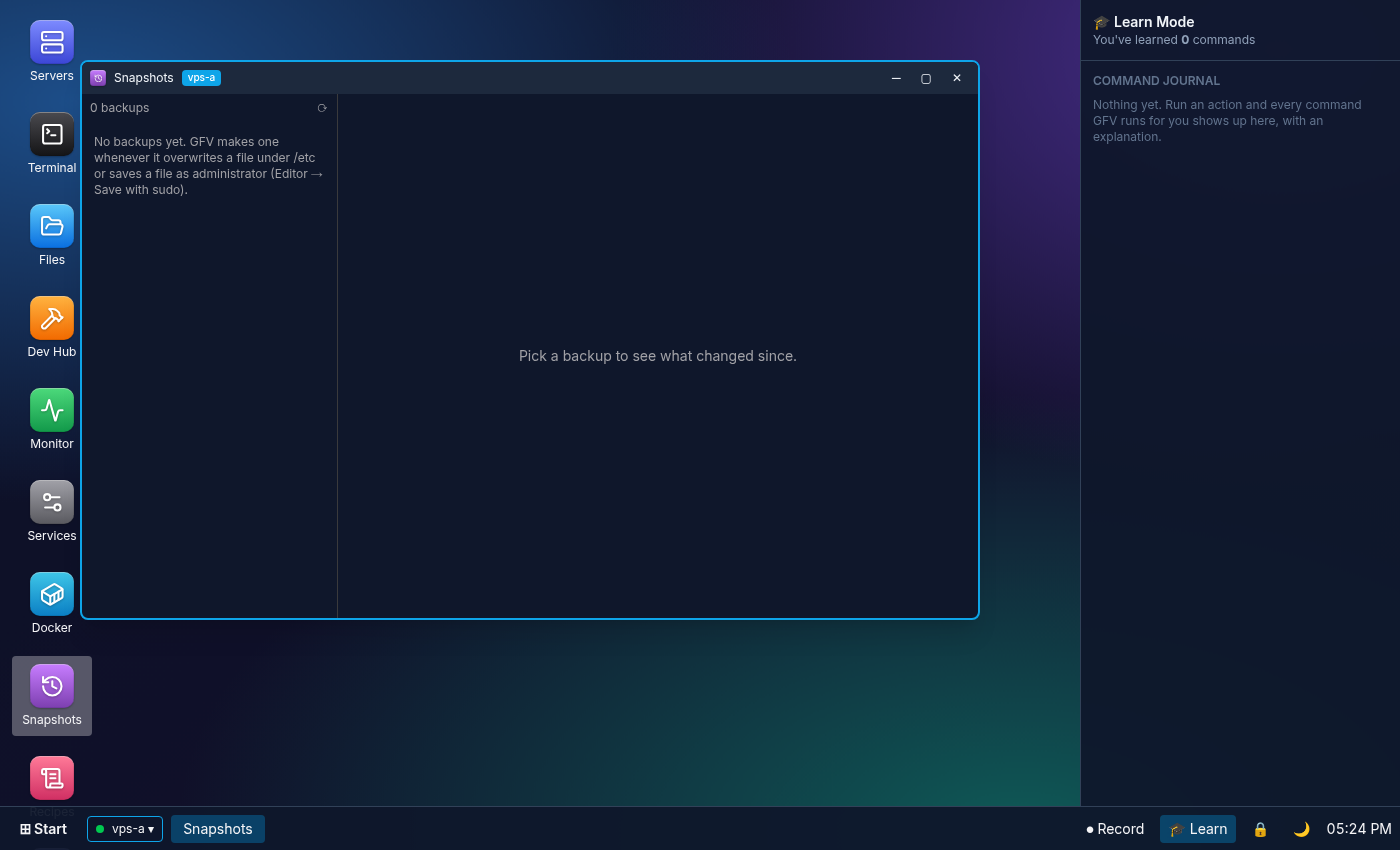 Servers
Terminal
Files
Dev Hub
Monitor
Services
Docker
Snapshots
Recipes
Snapshots vps-a
0 backups
No backups yet. GFV makes one
whenever it overwrites a file under /etc
or saves a file as administrator (Editor →
Save with sudo).
Pick a backup to see what changed since.
Learn Mode
You've learned 0 commands
COMMAND JOURNAL
Nothing yet. Run an action and every command
GFV runs for you shows up here, with an
explanation.
Start
vps-a ▾
Snapshots
Record
Learn
05:24 PM